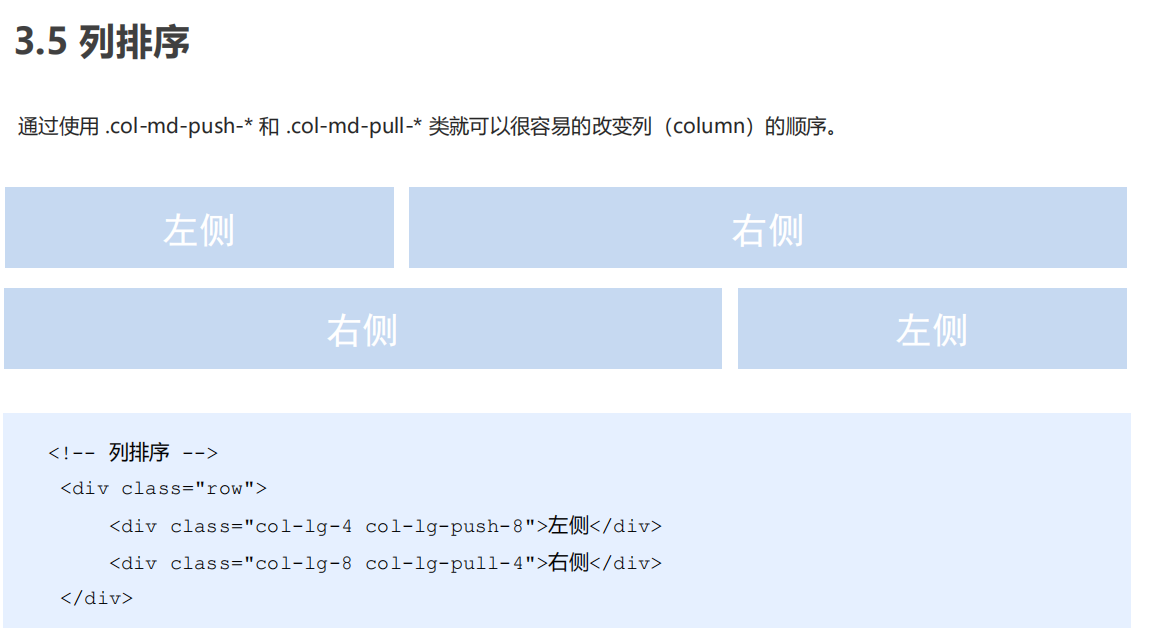 3.5 列排序
通过使用 .col-md-push-* 和 .col-md-pull-* 类就可以很容易的改变列（column）的顺序。
左侧 右侧
右侧 左侧
<!-- 列排序 -->
<div class="row">
<div class="col-lg-4 col-lg-push-8">左侧</div>
<div class="col-lg-8 col-lg-pull-4">右侧</div>
</div>